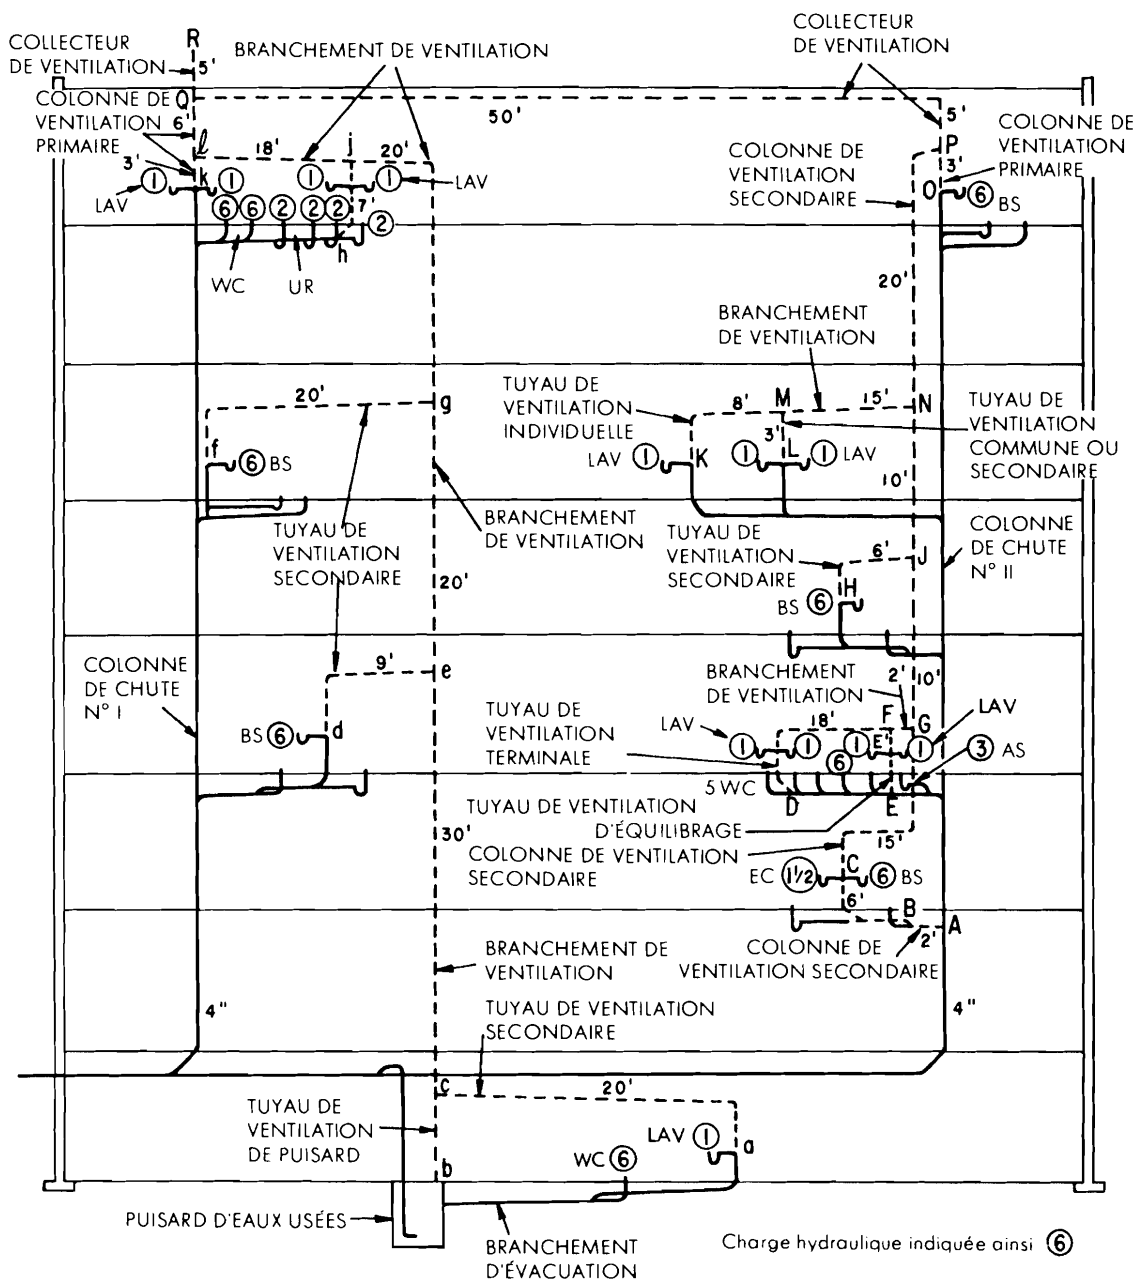 COLLECTEUR
DE VENTILATION
R
5'
BRANCHEMENT DE VENTILATION
COLLECTEUR
DE VENTILATION
COLONNE DE
VENTILATION
PRIMAIRE
Q
6'
50'
5'
P
COLONNE DE
VENTILATION
PRIMAIRE
l
18'
j
20'
COLONNE DE
VENTILATION
SECONDAIRE
3'
3'
k
O
LAV
1
1
1
1
LAV
6
BS
6
6
2
2
2
7'
2
h
WC
UR
20'
BRANCHEMENT
DE VENTILATION
20'
g
TUYAU DE
VENTILATION
INDIVIDUELLE
8'
M
15'
N
TUYAU DE
VENTILATION
COMMUNE OU
SECONDAIRE
f
6
BS
3'
LAV
1
K
1
L
1
LAV
10'
TUYAU DE
VENTILATION
SECONDAIRE
BRANCHEMENT
DE VENTILATION
TUYAU DE
VENTILATION
SECONDAIRE
6'
J
COLONNE
DE CHUTE
N° II
20'
BS
6
H
COLONNE
DE CHUTE
N° I
9'
e
BRANCHEMENT
DE VENTILATION
2'
10'
TUYAU DE
VENTILATION
TERMINALE
18'
F
G
LAV
BS
6
d
LAV
1
1
1
E'
1
3
AS
6
5 WC
D
E
TUYAU DE VENTILATION
D'ÉQUILIBRAGE
30'
COLONNE DE VENTILATION
SECONDAIRE
15'
EC
1½
C
6
BS
6'
B
A
2'
COLONNE DE
VENTILATION SECONDAIRE
BRANCHEMENT DE
VENTILATION
4"
4"
TUYAU DE VENTILATION
SECONDAIRE
c
20'
TUYAU DE
VENTILATION
DE PUISARD
LAV
1
a
b
WC
6
PUISARD D'EAUX USÉES
BRANCHEMENT
D'ÉVACUATION
Charge hydraulique indiquée ainsi 6